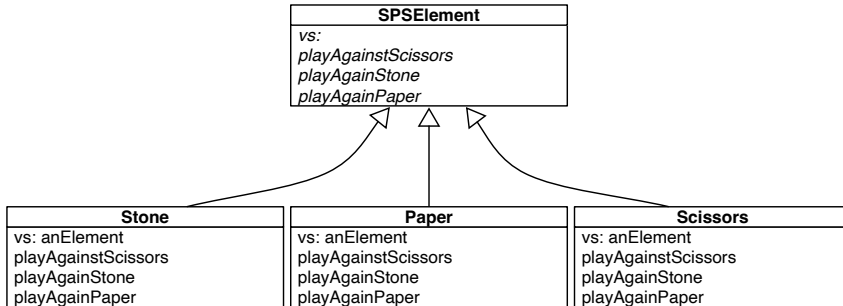 SPSElement
vs:
playAgainstScissors
playAgainStone
playAgainPaper
Stone
vs: anElement
playAgainstScissors
playAgainStone
playAgainPaper
Paper
vs: anElement
playAgainstScissors
playAgainStone
playAgainPaper
Scissors
vs: anElement
playAgainstScissors
playAgainStone
playAgainPaper